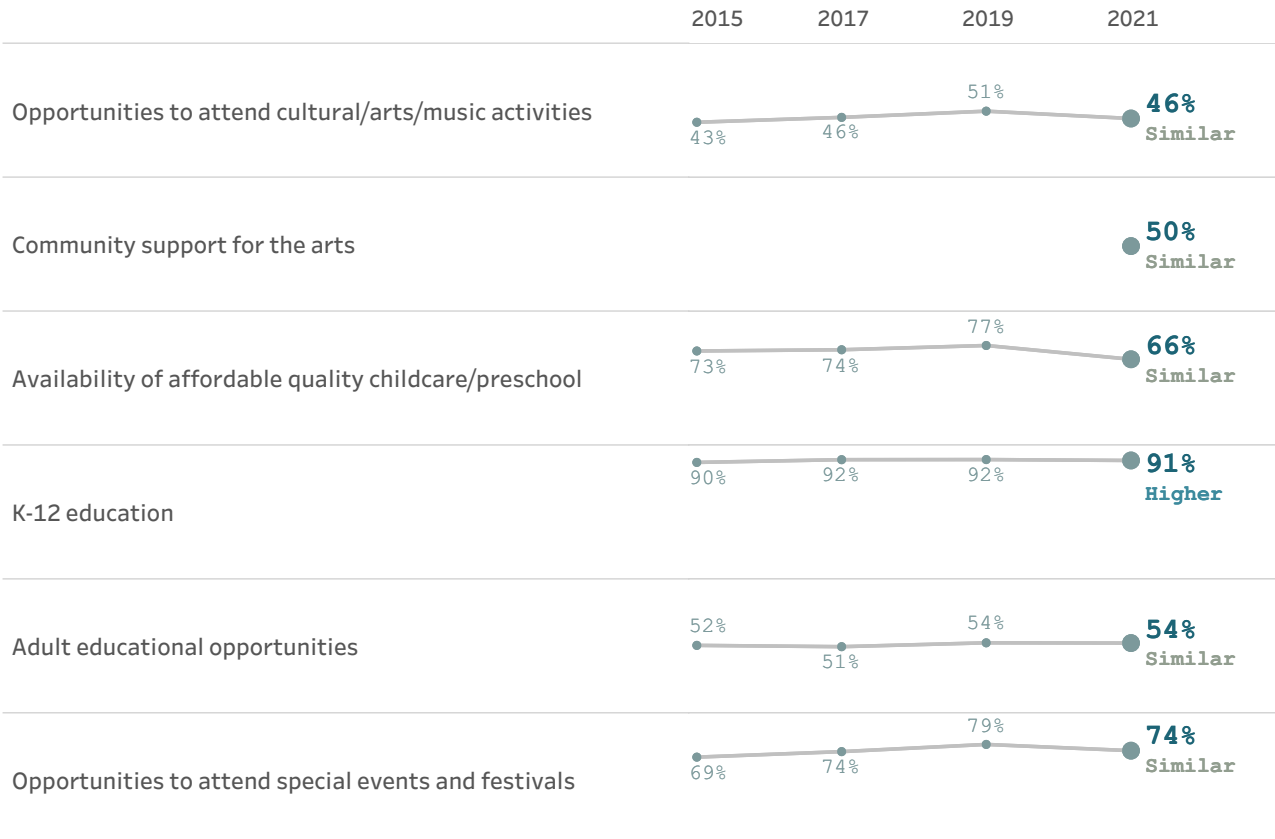 2015 2017 2019 2021
Opportunities to attend cultural/arts/music activities
43%
46%
51%
46%
Similar
Community support for the arts
50%
Similar
Availability of affordable quality childcare/preschool
73%
74%
77%
66%
Similar
K-12 education
90%
92%
92%
91%
Higher
Adult educational opportunities
52%
51%
54%
54%
Similar
Opportunities to attend special events and festivals
69%
74%
79%
74%
Similar